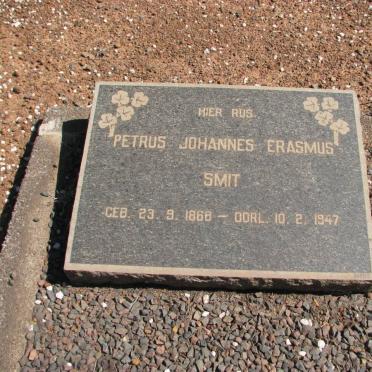 HIER RUS
PETRUS JOHANNES ERASMUS
SMIT
GEB. 23. 9. 1866 – OORL. 10. 2. 1947